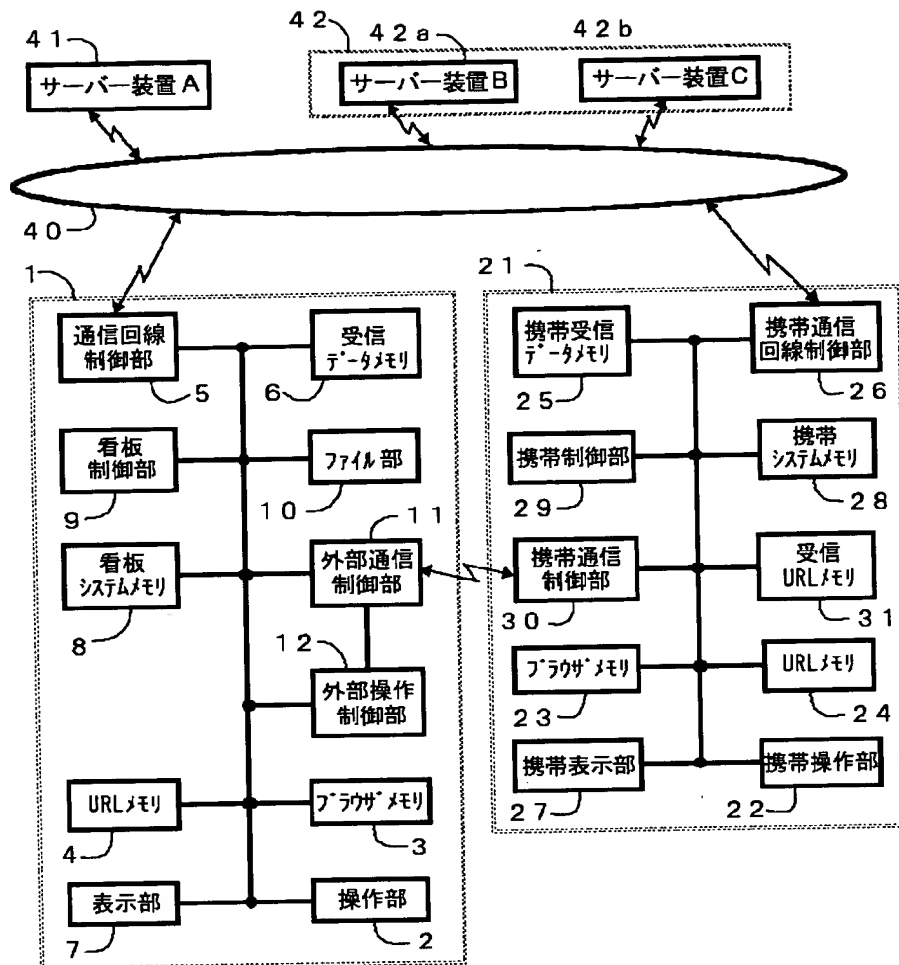 41
42
42a
42b
サーバー装置A
サーバー装置B
サーバー装置C
40
1
通信回線
制御部
5
受信
データメモリ
6
看板
制御部
9
ファイル部
10
11
看板
システムメモリ
8
外部通信
制御部
12
外部操作
制御部
URLメモリ
4
ブラウザメモリ
3
表示部
7
操作部
2
21
携帯受信
データメモリ
25
携帯通信
回線制御部
26
携帯制御部
29
携帯
システムメモリ
28
携帯通信
制御部
30
受信
URLメモリ
31
ブラウザメモリ
23
URLメモリ
24
携帯表示部
27
携帯操作部
22